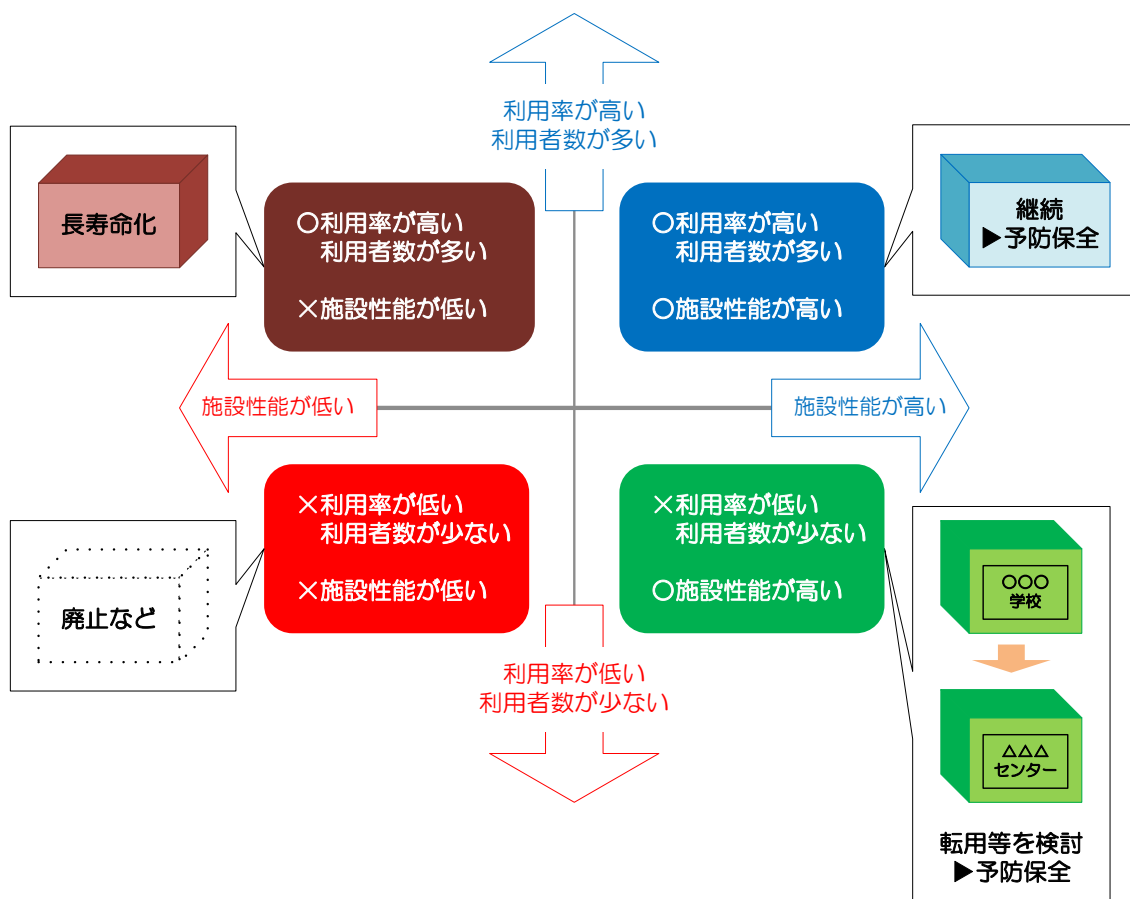 利用率が高い
利用者数が多い
長寿命化
○利用率が高い
利用者数が多い
×施設性能が低い
○利用率が高い
利用者数が多い
○施設性能が高い
継続
▶予防保全
施設性能が低い
施設性能が高い
×利用率が低い
利用者数が少ない
×施設性能が低い
×利用率が低い
利用者数が少ない
○施設性能が高い
廃止など
○○○
学校
利用率が低い
利用者数が少ない
△△△
センター
転用等を検討
▶予防保全